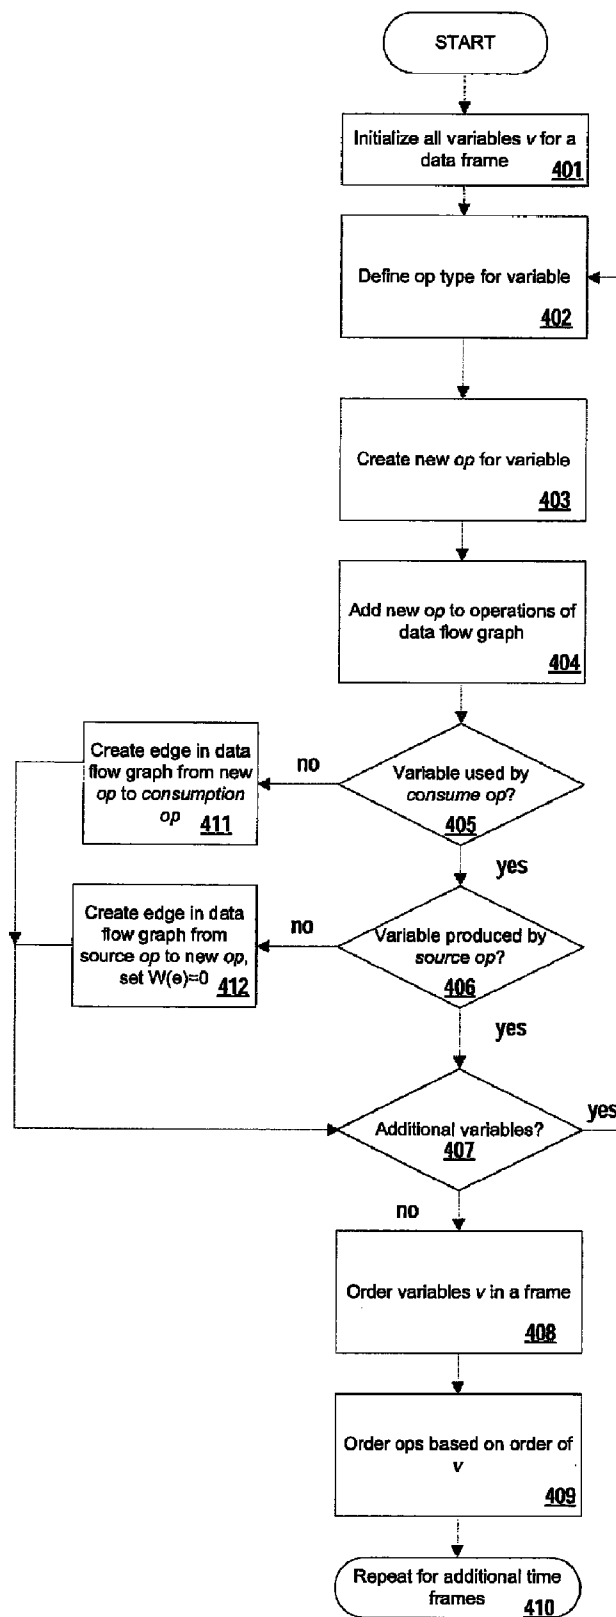 START
Initialize all variables v for a
data frame
401
Define op type for variable
402
Create new op for variable
403
Add new op to operations of
data flow graph
404
Create edge in data
flow graph from new
op to consumption
op 411
no
Variable used by
consume op?
405
yes
Create edge in data
flow graph from
source op to new op,
set W(e)=0 412
no
Variable produced by
source op?
406
yes
Additional variables?
407
yes
no
Order variables v in a frame
408
Order ops based on order of
v
409
Repeat for additional time
frames 410